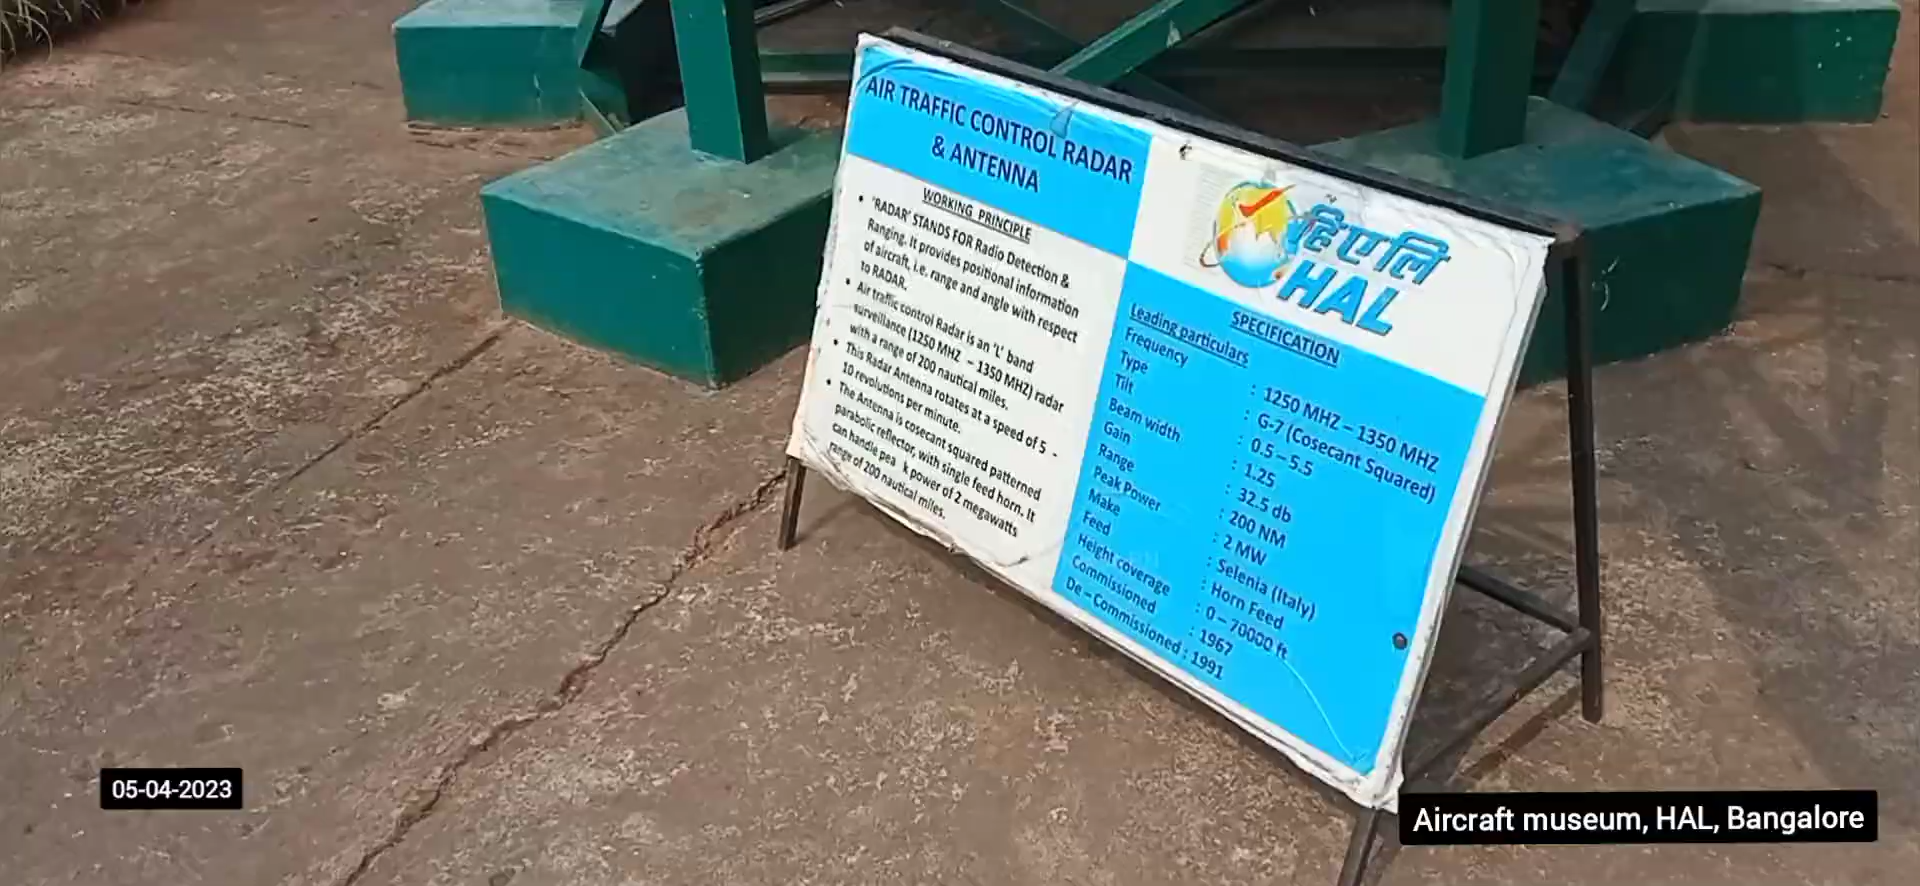 AIR TRAFFIC CONTROL RADAR
& ANTENNA
WORKING PRINCIPLE
• 'RADAR' STANDS FOR Radio Detection &
Ranging. It provides positional information
of aircraft, i.e. range and angle with respect
to RADAR.
• Air traffic control Radar is an 'L' band
surveillance (1250 MHZ – 1350 MHZ) radar
with a range of 200 nautical miles.
• This Radar Antenna rotates at a speed of 5 -
10 revolutions per minute.
• The Antenna is cosecant squared patterned
parabolic reflector, with single feed horn. It
can handle pea k power of 2 megawatts
range of 200 nautical miles.
हिएलि
HAL
SPECIFICATION
Leading particulars
Frequency : 1250 MHZ – 1350 MHZ
Type : G-7 (Cosecant Squared)
Tilt : 0.5 – 5.5
Beam width : 1.25
Gain : 32.5 db
Range : 200 NM
Peak Power : 2 MW
Make : Selenia (Italy)
Feed : Horn Feed
Height coverage : 0 – 70000 ft
Commissioned : 1967
De – Commissioned : 1991
05-04-2023
Aircraft museum, HAL, Bangalore